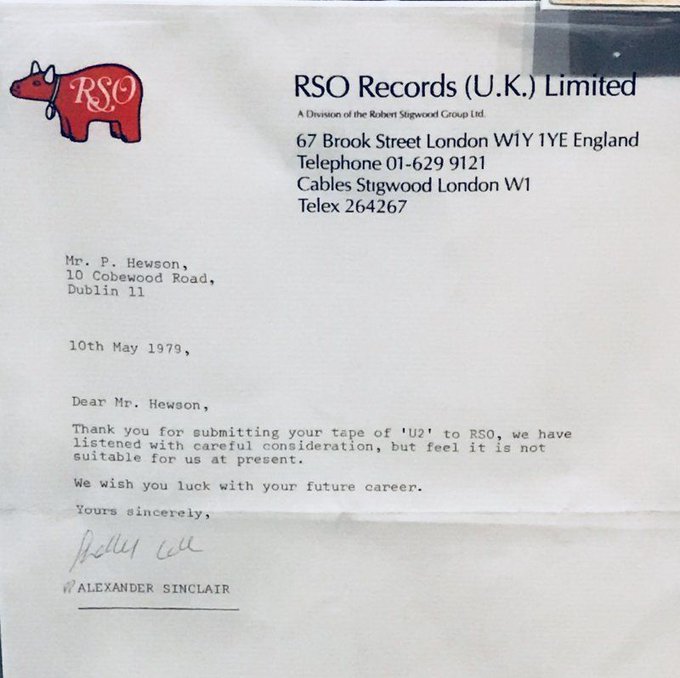 RSO
RSO Records (U.K.) Limited
A Division of the Robert Stigwood Group Ltd.
67 Brook Street London W1Y 1YE England
Telephone 01-629 9121
Cables Stigwood London W1
Telex 264267
Mr. P. Hewson,
10 Cobewood Road,
Dublin 11
10th May 1979,
Dear Mr. Hewson,
Thank you for submitting your tape of 'U2' to RSO, we have
listened with careful consideration, but feel it is not
suitable for us at present.
We wish you luck with your future career.
Yours sincerely,
ALEXANDER SINCLAIR